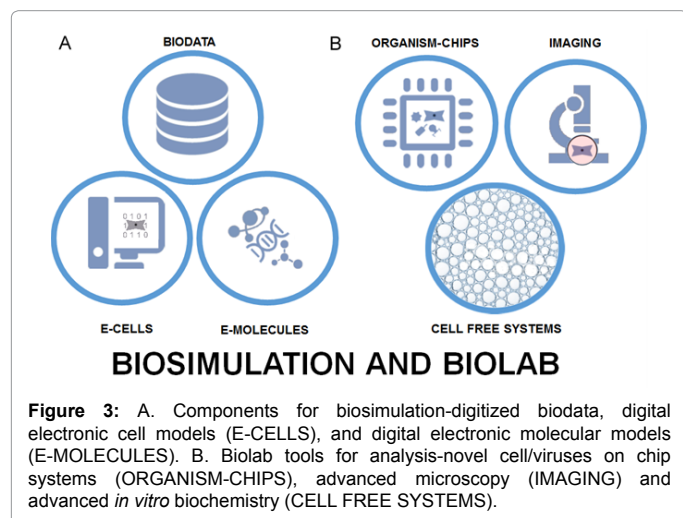 A
BIODATA
B
ORGANISM-CHIPS
IMAGING
0101
0110
E-CELLS
E-MOLECULES
CELL FREE SYSTEMS
BIOSIMULATION AND BIOLAB
Figure 3: A. Components for biosimulation-digitized biodata, digital
electronic cell models (E-CELLS), and digital electronic molecular models
(E-MOLECULES). B. Biolab tools for analysis-novel cell/viruses on chip
systems (ORGANISM-CHIPS), advanced microscopy (IMAGING) and
advanced in vitro biochemistry (CELL FREE SYSTEMS).